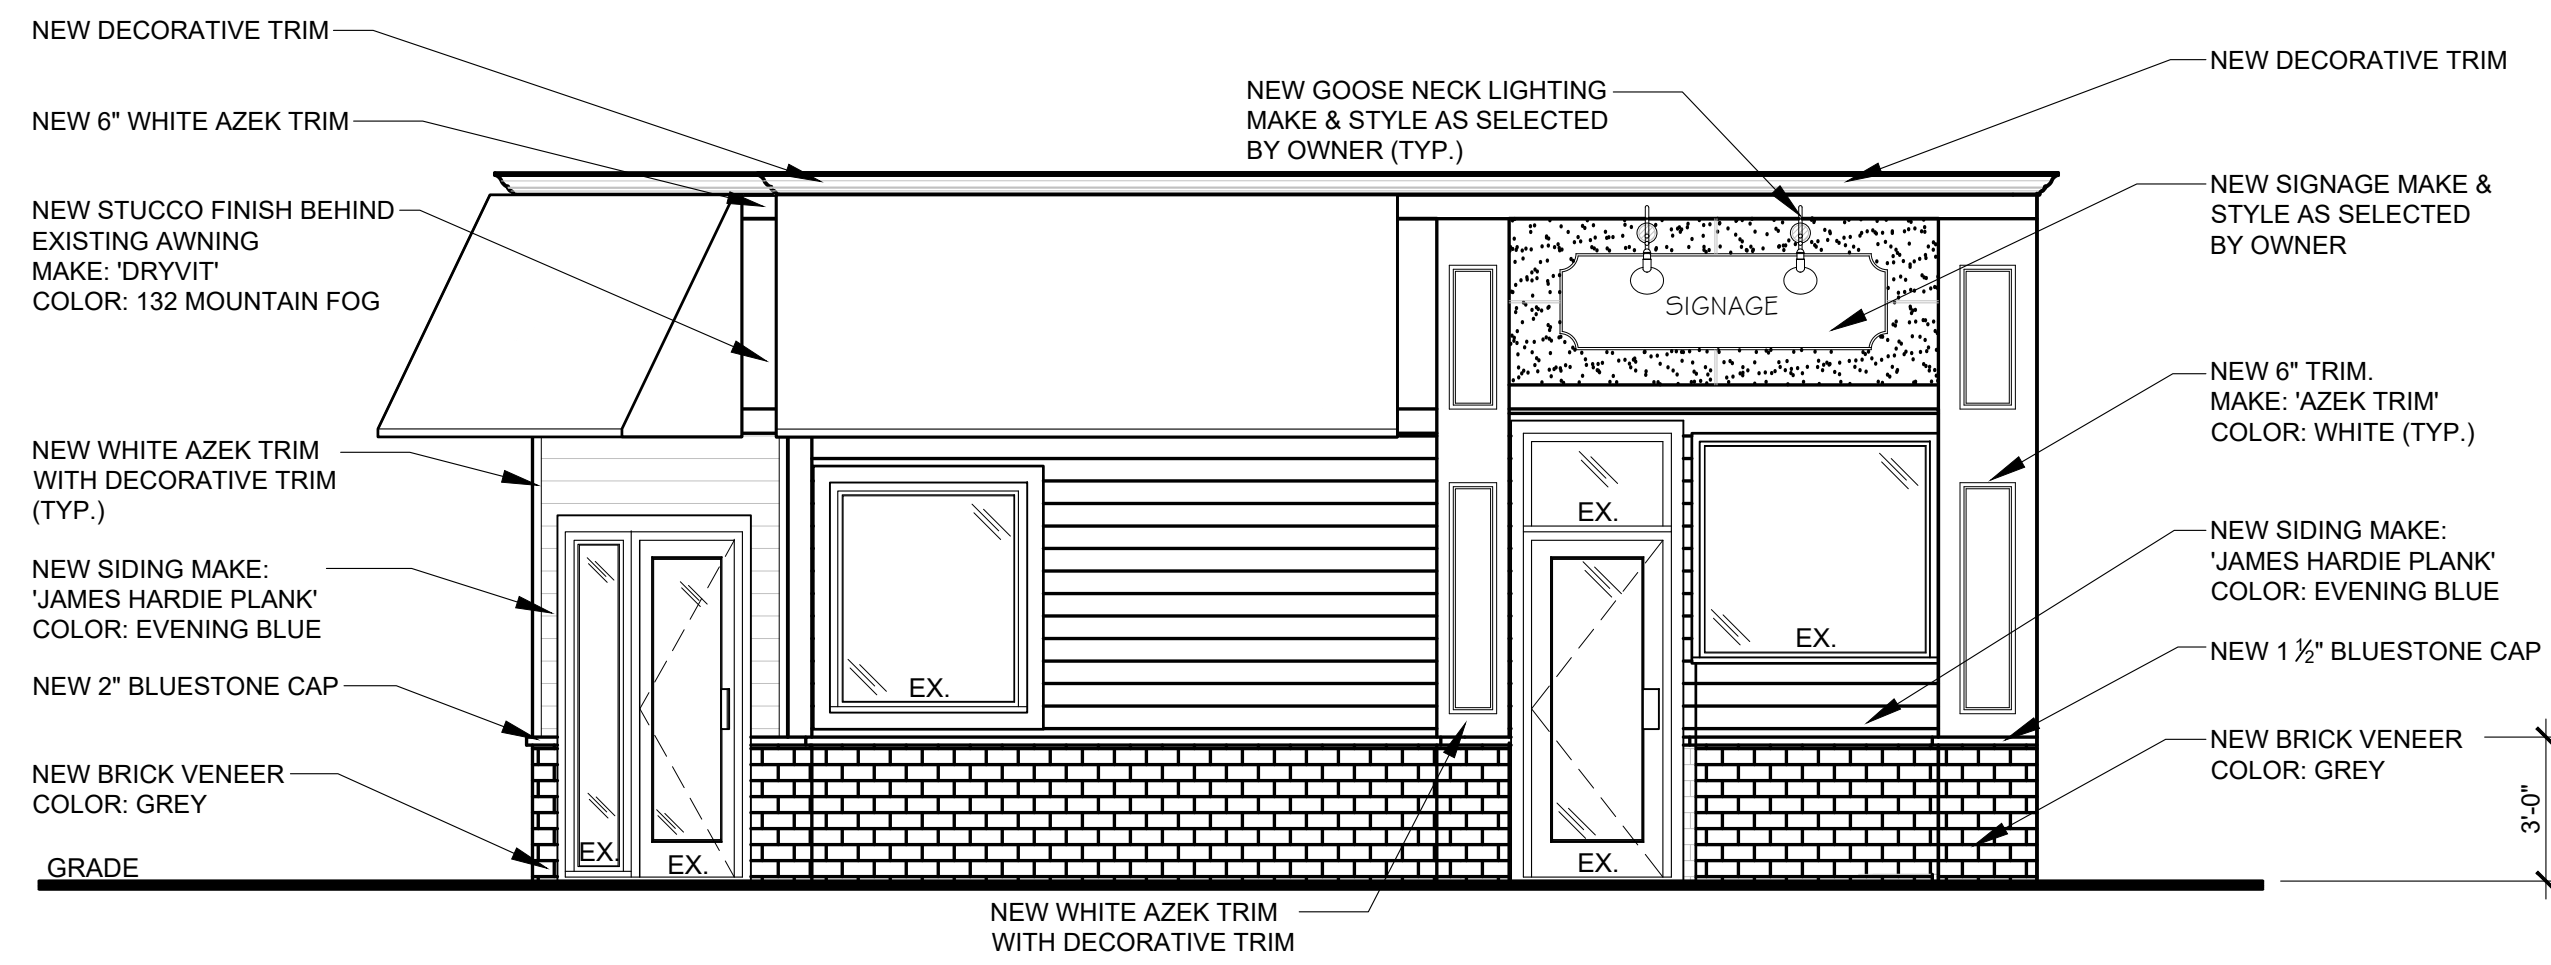 NEW DECORATIVE TRIM
NEW 6" WHITE AZEK TRIM
NEW STUCCO FINISH BEHIND
EXISTING AWNING
MAKE: 'DRYVIT'
COLOR: 132 MOUNTAIN FOG
NEW WHITE AZEK TRIM
WITH DECORATIVE TRIM
(TYP.)
NEW SIDING MAKE:
'JAMES HARDIE PLANK'
COLOR: EVENING BLUE
NEW 2" BLUESTONE CAP
NEW BRICK VENEER
COLOR: GREY
GRADE
NEW GOOSE NECK LIGHTING
MAKE & STYLE AS SELECTED
BY OWNER (TYP.)
SIGNAGE
EX.
EX.
EX.
EX.
EX.
EX.
NEW WHITE AZEK TRIM
WITH DECORATIVE TRIM
NEW DECORATIVE TRIM
NEW SIGNAGE MAKE &
STYLE AS SELECTED
BY OWNER
NEW 6" TRIM.
MAKE: 'AZEK TRIM'
COLOR: WHITE (TYP.)
NEW SIDING MAKE:
'JAMES HARDIE PLANK'
COLOR: EVENING BLUE
NEW 1 ½" BLUESTONE CAP
NEW BRICK VENEER
COLOR: GREY
3'-0"